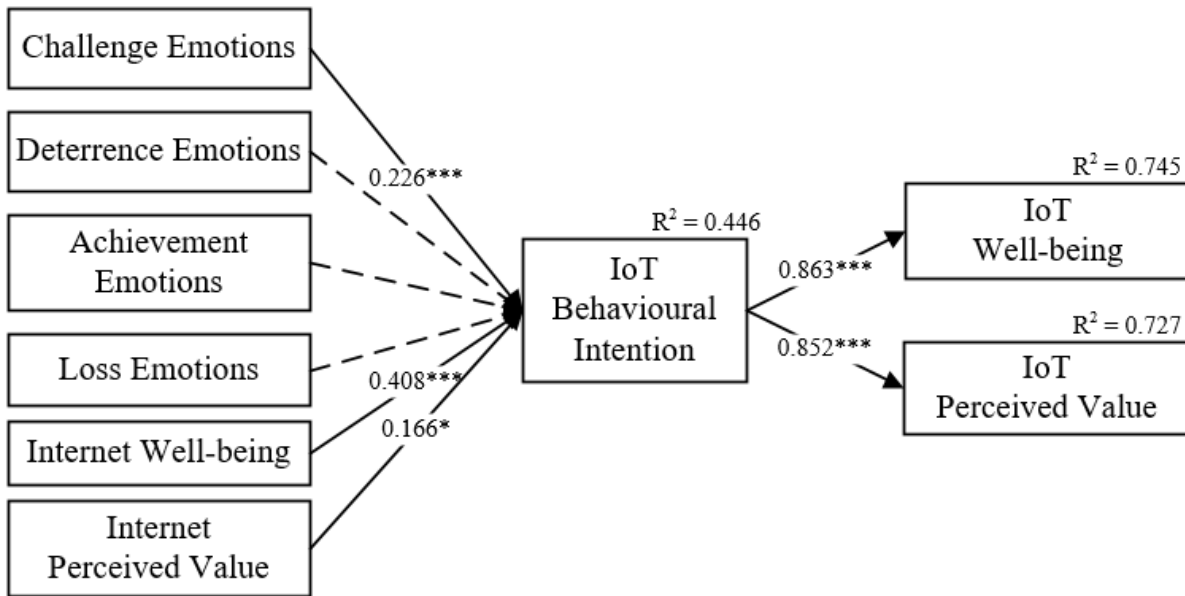 Challenge Emotions
Deterrence Emotions
Achievement
Emotions
Loss Emotions
Internet Well-being
Internet
Perceived Value
0.226***
0.408***
0.166*
R² = 0.446
IoT
Behavioural
Intention
0.863***
0.852***
R² = 0.745
IoT
Well-being
R² = 0.727
IoT
Perceived Value